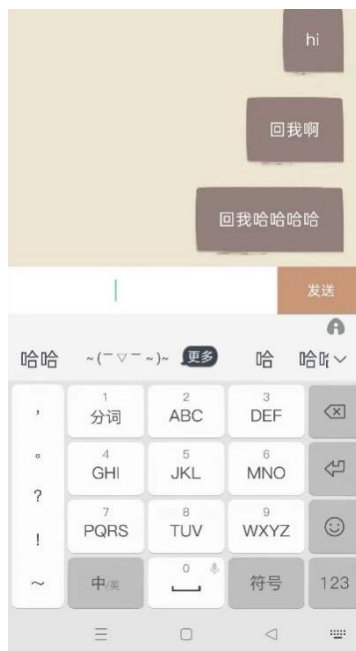 hi
回我啊
回我哈哈哈哈
发送
哈哈 ~(￣▽￣~)~ 更多 哈
, 1 分词 2 ABC 3 DEF
。 4 GHI 5 JKL 6 MNO
?
! 7 PQRS 8 TUV 9 WXYZ
~ 中/英 0 符号 123